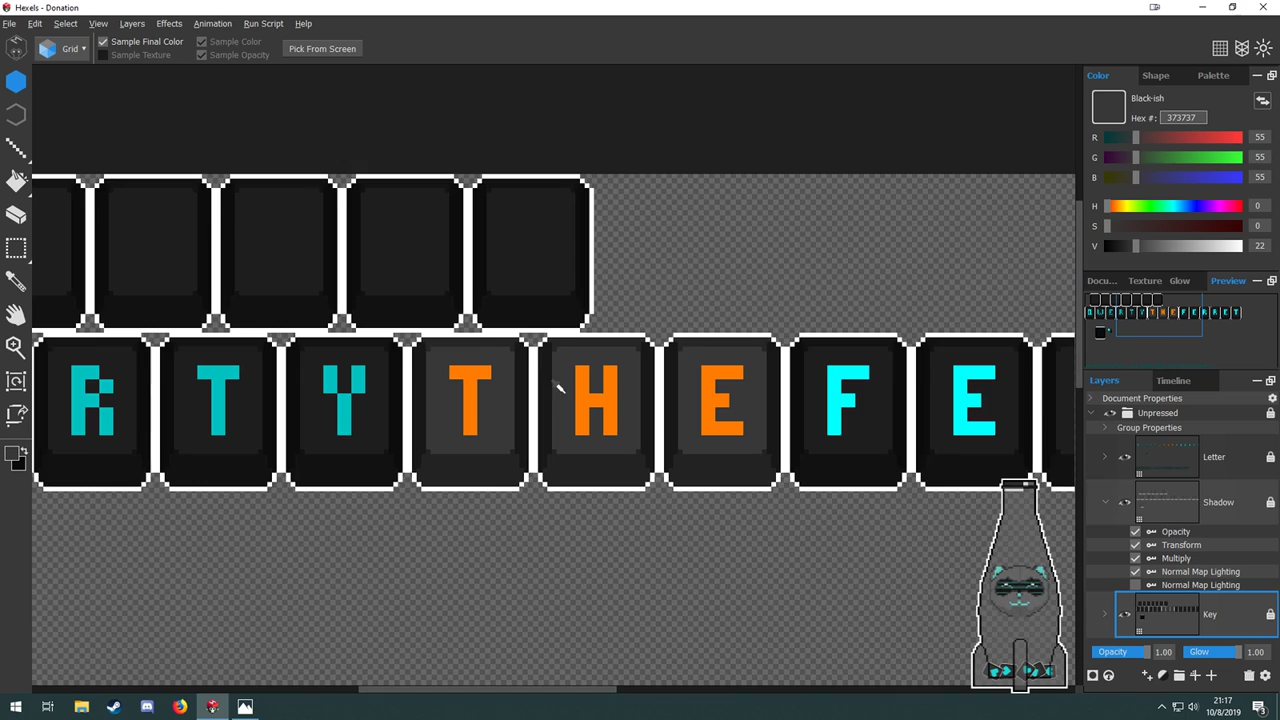 Hexels - Donation
File Edit Select View Layers Effects Animation Run Script Help
Grid
Sample Final Color
Sample Color
Pick From Screen
Sample Texture
Sample Opacity
Color Shape Palette
Black-ish
Hex #: 373737
R 55
G 55
B 55
H 0
S 0
V 22
Docu... Texture Glow Preview
Layers Timeline
Document Properties
Unpressed
Group Properties
Letter
Shadow
Opacity
Transform
Multiply
Normal Map Lighting
Normal Map Lighting
Key
Opacity 1.00 Glow 1.00
R T Y T H E F E
21:17
10/8/2019
3